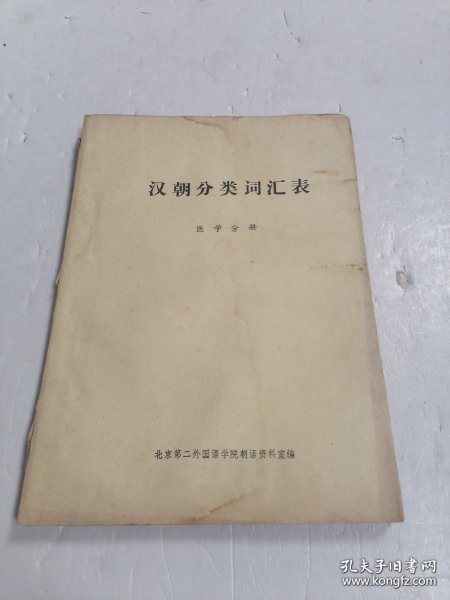 汉朝分类词汇表
医学分册
北京第二外国语学院朝语资料室编
孔夫子旧书网
www.kongfz.com